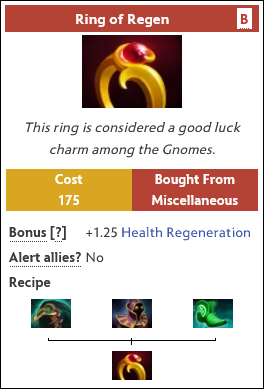 Ring of Regen B
This ring is considered a good luck
charm among the Gnomes.
Cost Bought From
175 Miscellaneous
Bonus [?] +1.25 Health Regeneration
Alert allies? No
Recipe